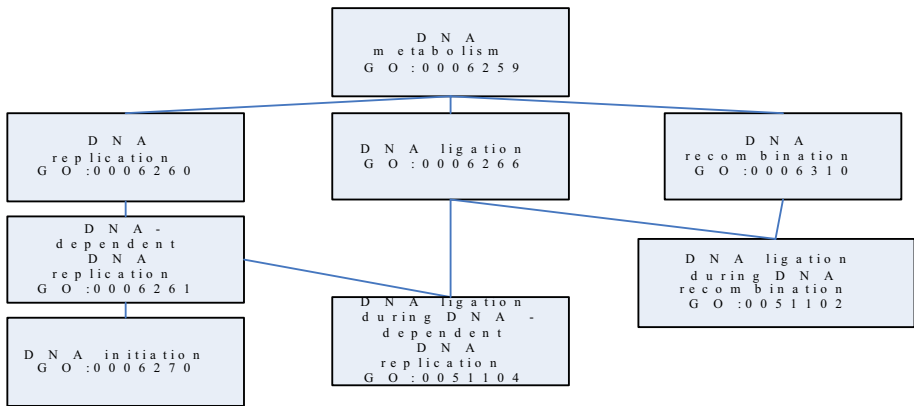 DNA
metabolism
GO:0006259
DNA
replication
GO:0006260
DNA ligation
GO:0006266
DNA
recombination
GO:0006310
DNA-
dependent
DNA
replication
GO:0006261
DNA ligation
during DNA
recombination
GO:0051102
DNA initiation
GO:0006270
DNA ligation
during DNA-
dependent
DNA
replication
GO:0051104